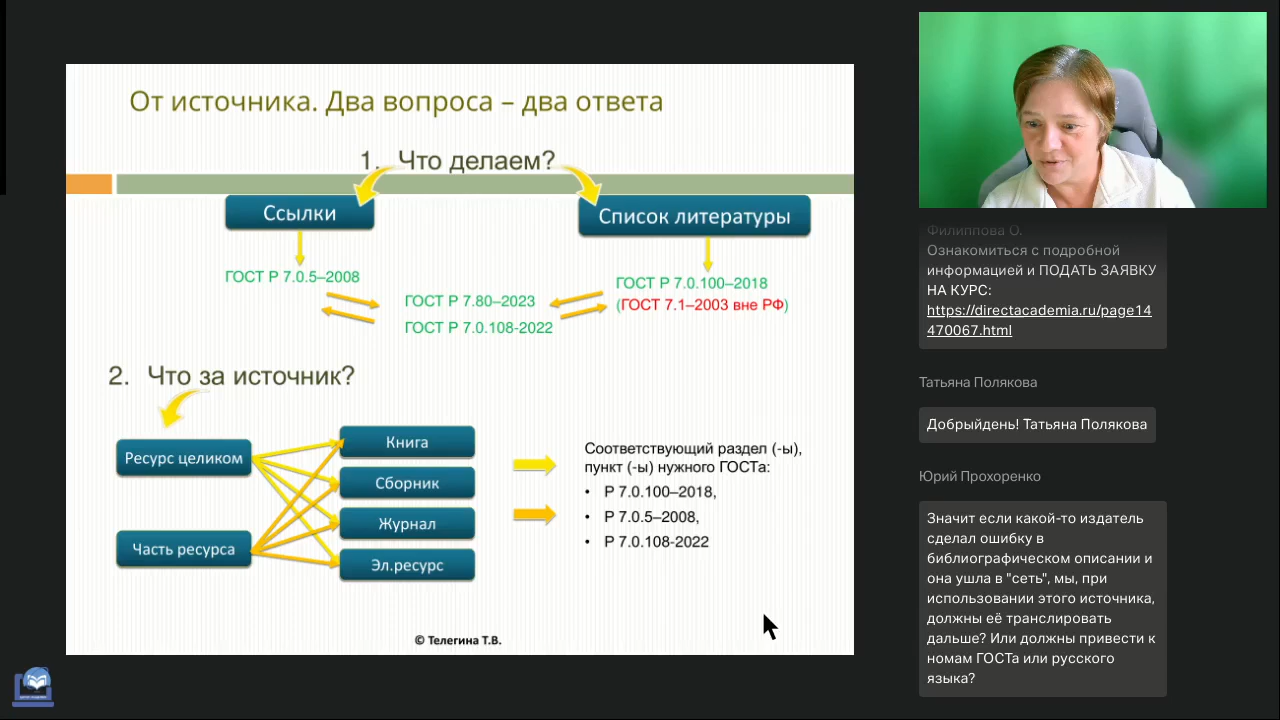 От источника. Два вопроса – два ответа
1. Что делаем?
Ссылки
Список литературы
ГОСТ Р 7.0.5–2008
ГОСТ Р 7.0.100–2018
(ГОСТ 7.1–2003 вне РФ)
ГОСТ Р 7.80–2023
ГОСТ Р 7.0.108-2022
2. Что за источник?
Ресурс целиком
Часть ресурса
Книга
Сборник
Журнал
Эл.ресурс
Соответствующий раздел (-ы),
пункт (-ы) нужного ГОСТа:
• Р 7.0.100–2018,
• Р 7.0.5–2008,
• Р 7.0.108-2022
© Телегина Т.В.
Филиппова О.
Ознакомиться с подробной
информацией и ПОДАТЬ ЗАЯВКУ
НА КУРС:
https://directacademia.ru/page14
470067.html
Татьяна Полякова
Добрыйдень! Татьяна Полякова
Юрий Прохоренко
Значит если какой-то издатель
сделал ошибку в
библиографическом описании и
она ушла в "сеть", мы, при
использовании этого источника,
должны её транслировать
дальше? Или должны привести к
номам ГОСТа или русского
языка?